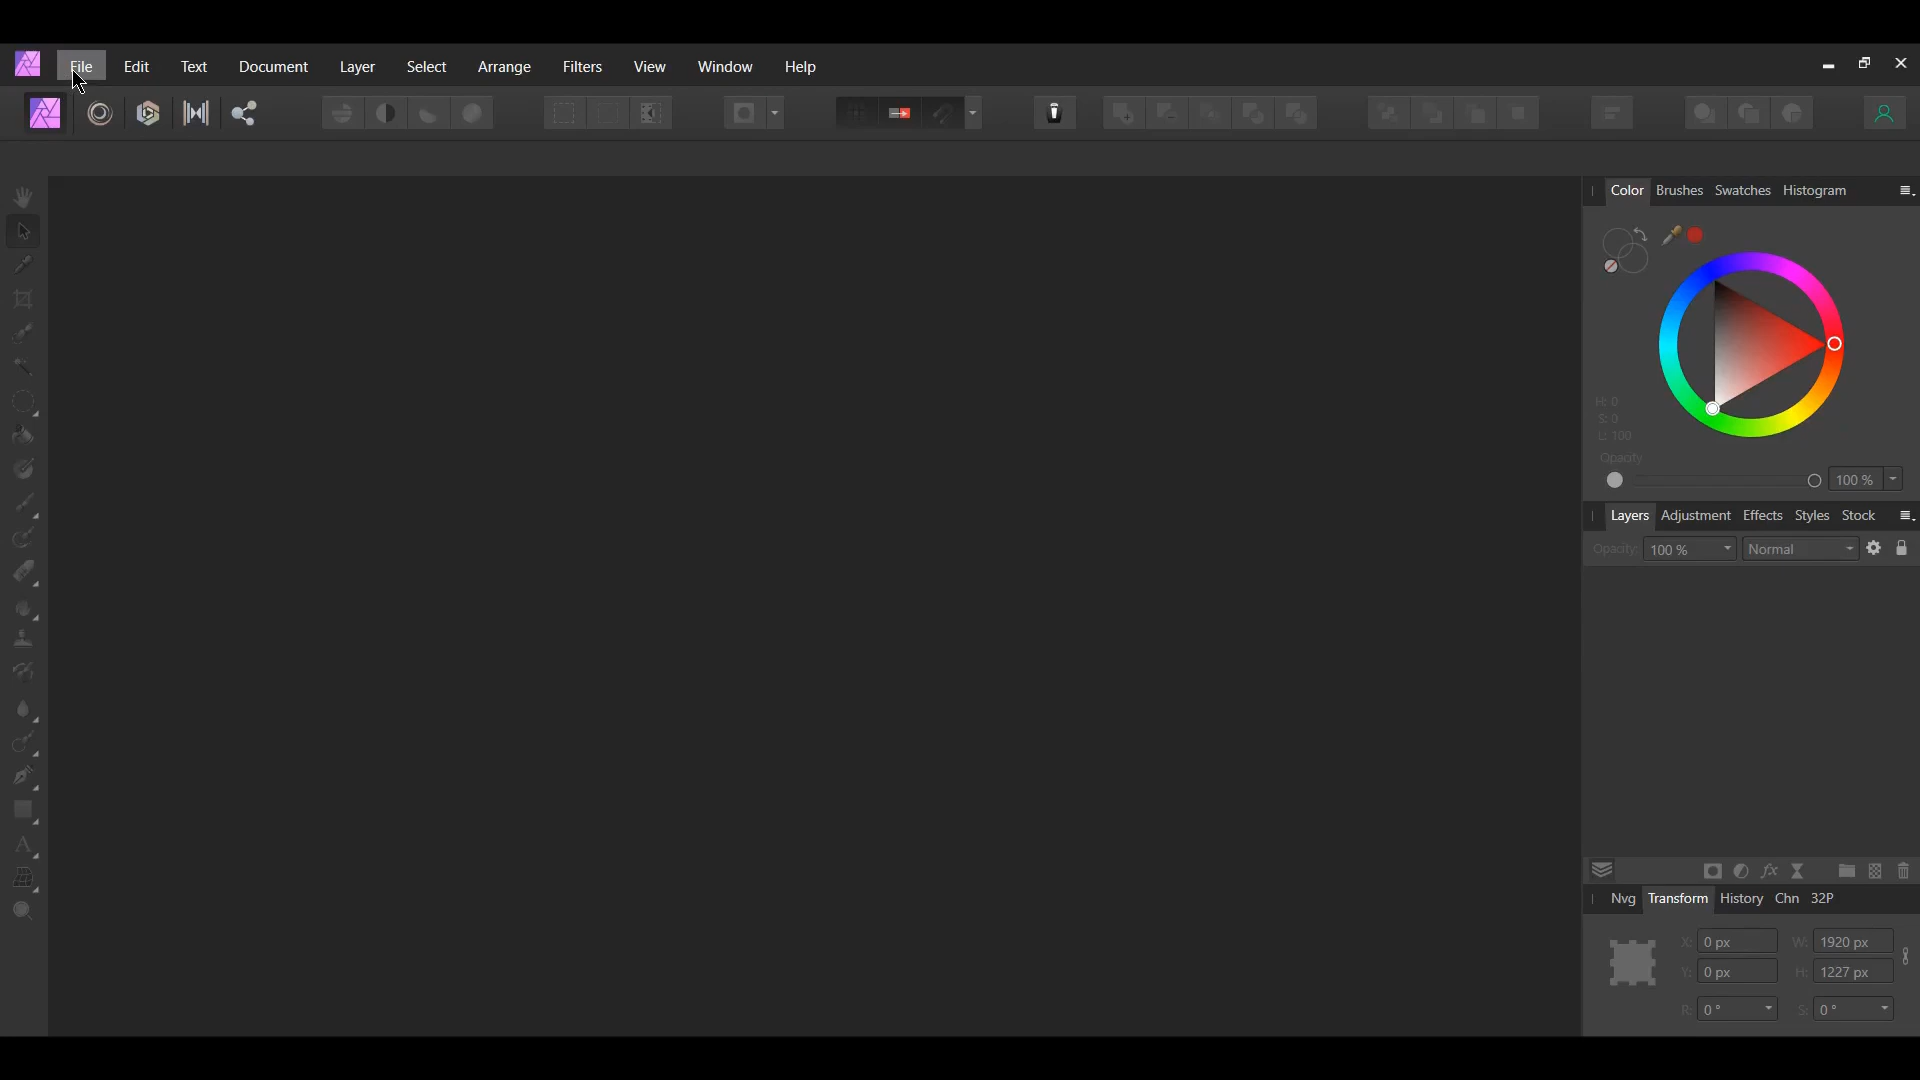 File Edit Text Document Layer Select Arrange Filters View Window Help
Color Brushes Swatches Histogram
H: 0
S: 0
L: 100
Opacity
100 %
Layers Adjustment Effects Styles Stock
Opacity: 100 % Normal
fx
Nvg Transform History Chn 32P
X: 0 px W: 1920 px
Y: 0 px H: 1227 px
R: 0 ° S: 0 °